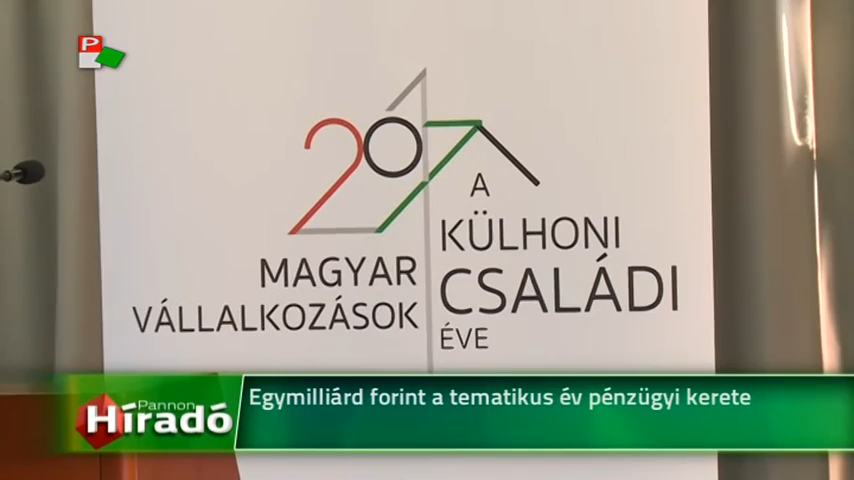 P
2017
A
KÜLHONI
MAGYAR
CSALÁDI
VÁLLALKOZÁSOK
ÉVE
Egymilliárd forint a tematikus év pénzügyi kerete
Pannon
Híradó